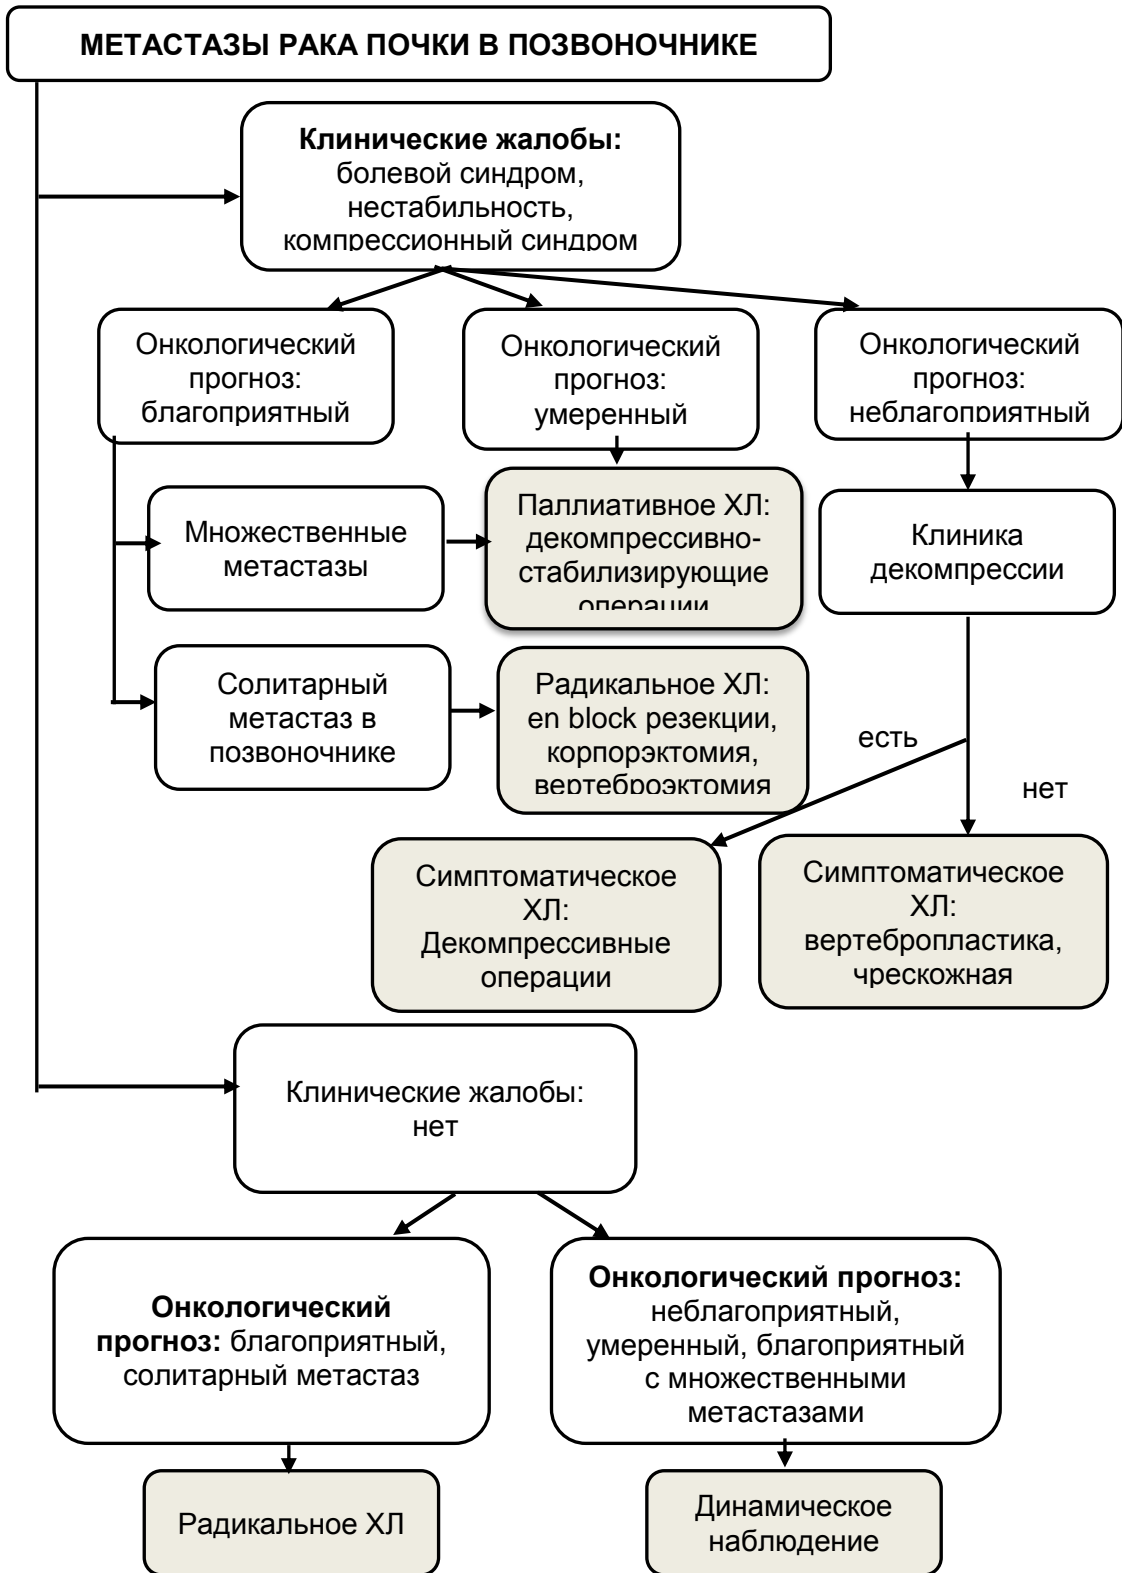 МЕТАСТАЗЫ РАКА ПОЧКИ В ПОЗВОНОЧНИКЕ
Клинические жалобы:
болевой синдром,
нестабильность,
компрессионный синдром
Онкологический
прогноз:
благоприятный
Онкологический
прогноз:
умеренный
Онкологический
прогноз:
неблагоприятный
Множественные
метастазы
Паллиативное ХЛ:
декомпрессивно-
стабилизирующие
операции
Клиника
декомпрессии
Солитарный
метастаз в
позвоночнике
Радикальное ХЛ:
en block резекции,
корпорэктомия,
вертеброэктомия
есть
нет
Симптоматическое
ХЛ:
Декомпрессивные
операции
Симптоматическое
ХЛ:
вертебропластика,
чрескожная
Клинические жалобы:
нет
Онкологический
прогноз: благоприятный,
солитарный метастаз
Онкологический прогноз:
неблагоприятный,
умеренный, благоприятный
с множественными
метастазами
Радикальное ХЛ
Динамическое
наблюдение